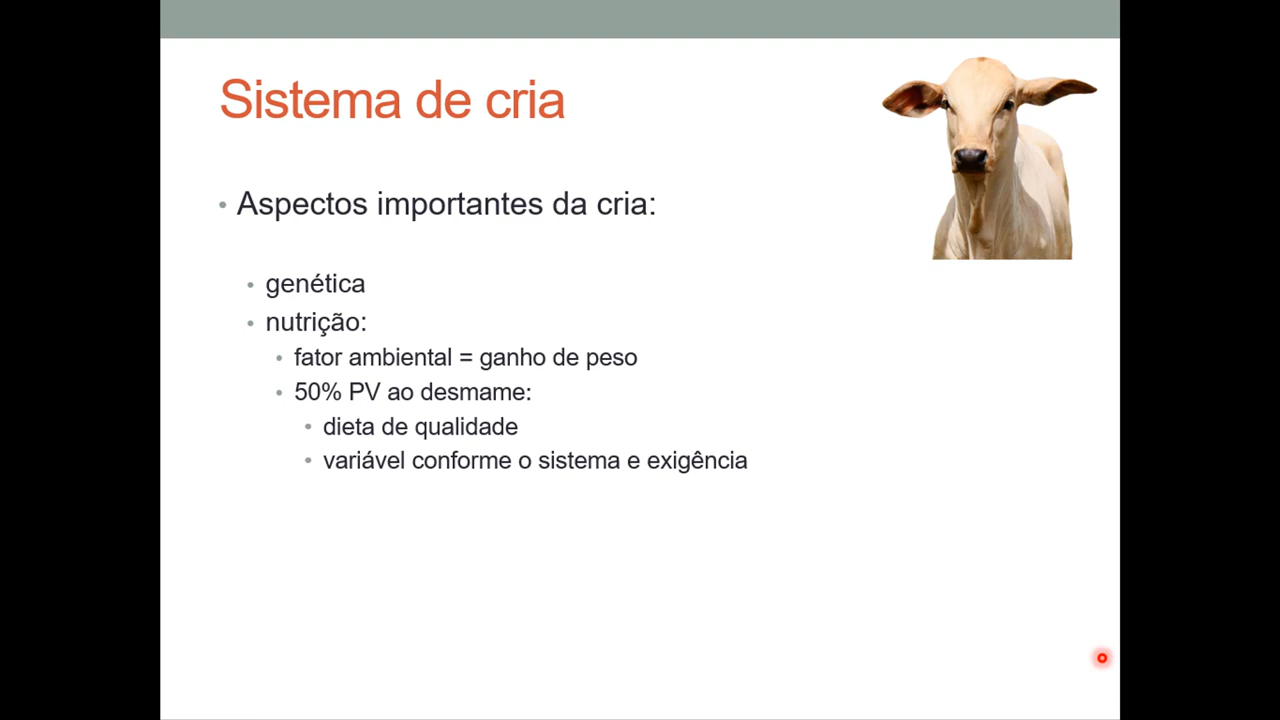 Sistema de cria
• Aspectos importantes da cria:
• genética
• nutrição:
• fator ambiental = ganho de peso
• 50% PV ao desmame:
• dieta de qualidade
• variável conforme o sistema e exigência